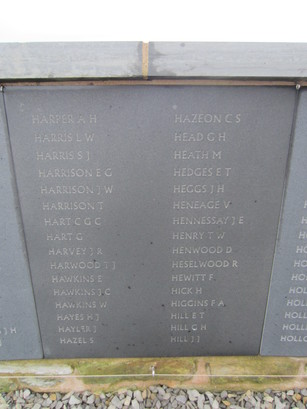 HARPER A H
HARRIS L W
HARRIS S J
HARRISON E G
HARRISON J W
HARRISON T
HART C G C
HART G
HARVEY J R
HARWOOD T J
HAWKINS E
HAWKINS J C
HAWKINS W
HAYES H J
HAYLER J
HAZEL S
HAZEON C S
HEAD G H
HEATH M
HEDGES E T
HEGGS J H
HENEAGE V
HENNESSAY J E
HENRY T W
HENWOOD D
HESELWOOD R
HEWITT F
HICK H
HIGGINS F A
HILL E T
HILL G H
HILL J J